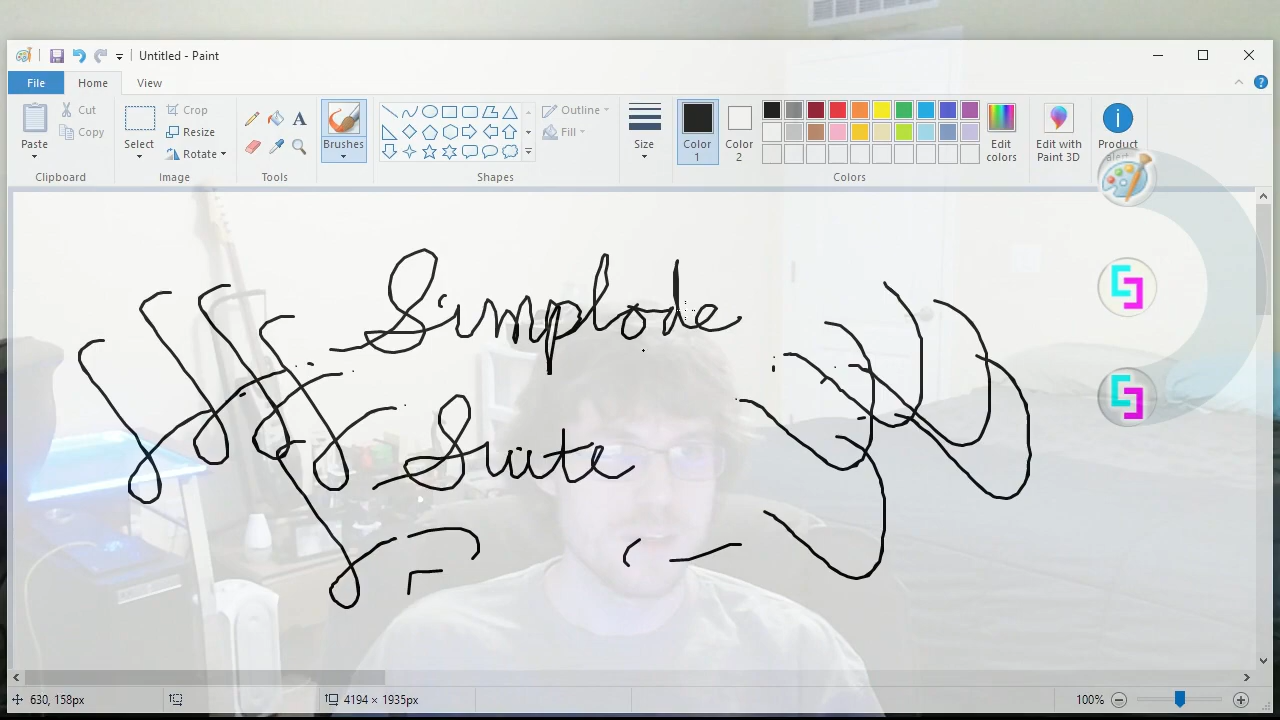 Untitled - Paint
File Home View
Paste Cut Copy Clipboard
Select Crop Resize Rotate Image
A Tools
Brushes
Outline Fill Shapes
Size
Color 1
Color 2
Edit colors Colors
Edit with Paint 3D
Product
Simplode
Suite
630, 158px
4194 × 1935px
100%